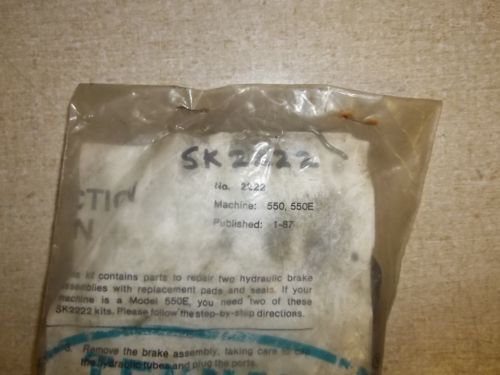 SK2222
No. 2222
CTION
Machine: 550, 550E
N
Published: 1-87
kit contains parts to repair two hydraulic brake
assemblies with replacement pads and seals. If your
machine is a Model 550E, you need two of these
SK2222 kits. Please follow the step-by-step directions.
Remove the brake assembly, taking care to cap
the hydraulic tubes and plug the ports.